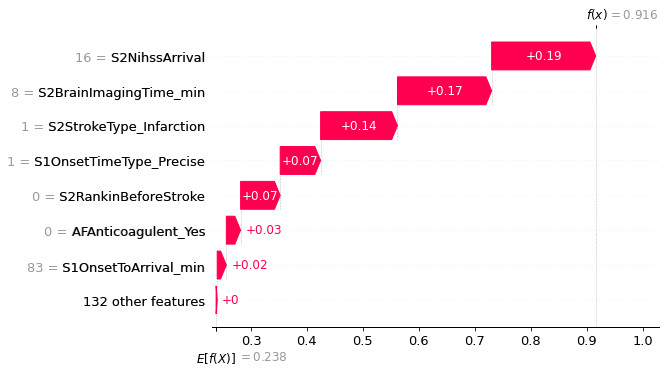 f(x) = 0.916
16 = S2NihssArrival +0.19
8 = S2BrainImagingTime_min +0.17
1 = S2StrokeType_Infarction +0.14
1 = S1OnsetTimeType_Precise +0.07
0 = S2RankinBeforeStroke +0.07
0 = AFAnticoagulent_Yes +0.03
83 = S1OnsetToArrival_min +0.02
132 other features +0
0.3 0.4 0.5 0.6 0.7 0.8 0.9 1.0
E[f(X)] = 0.238